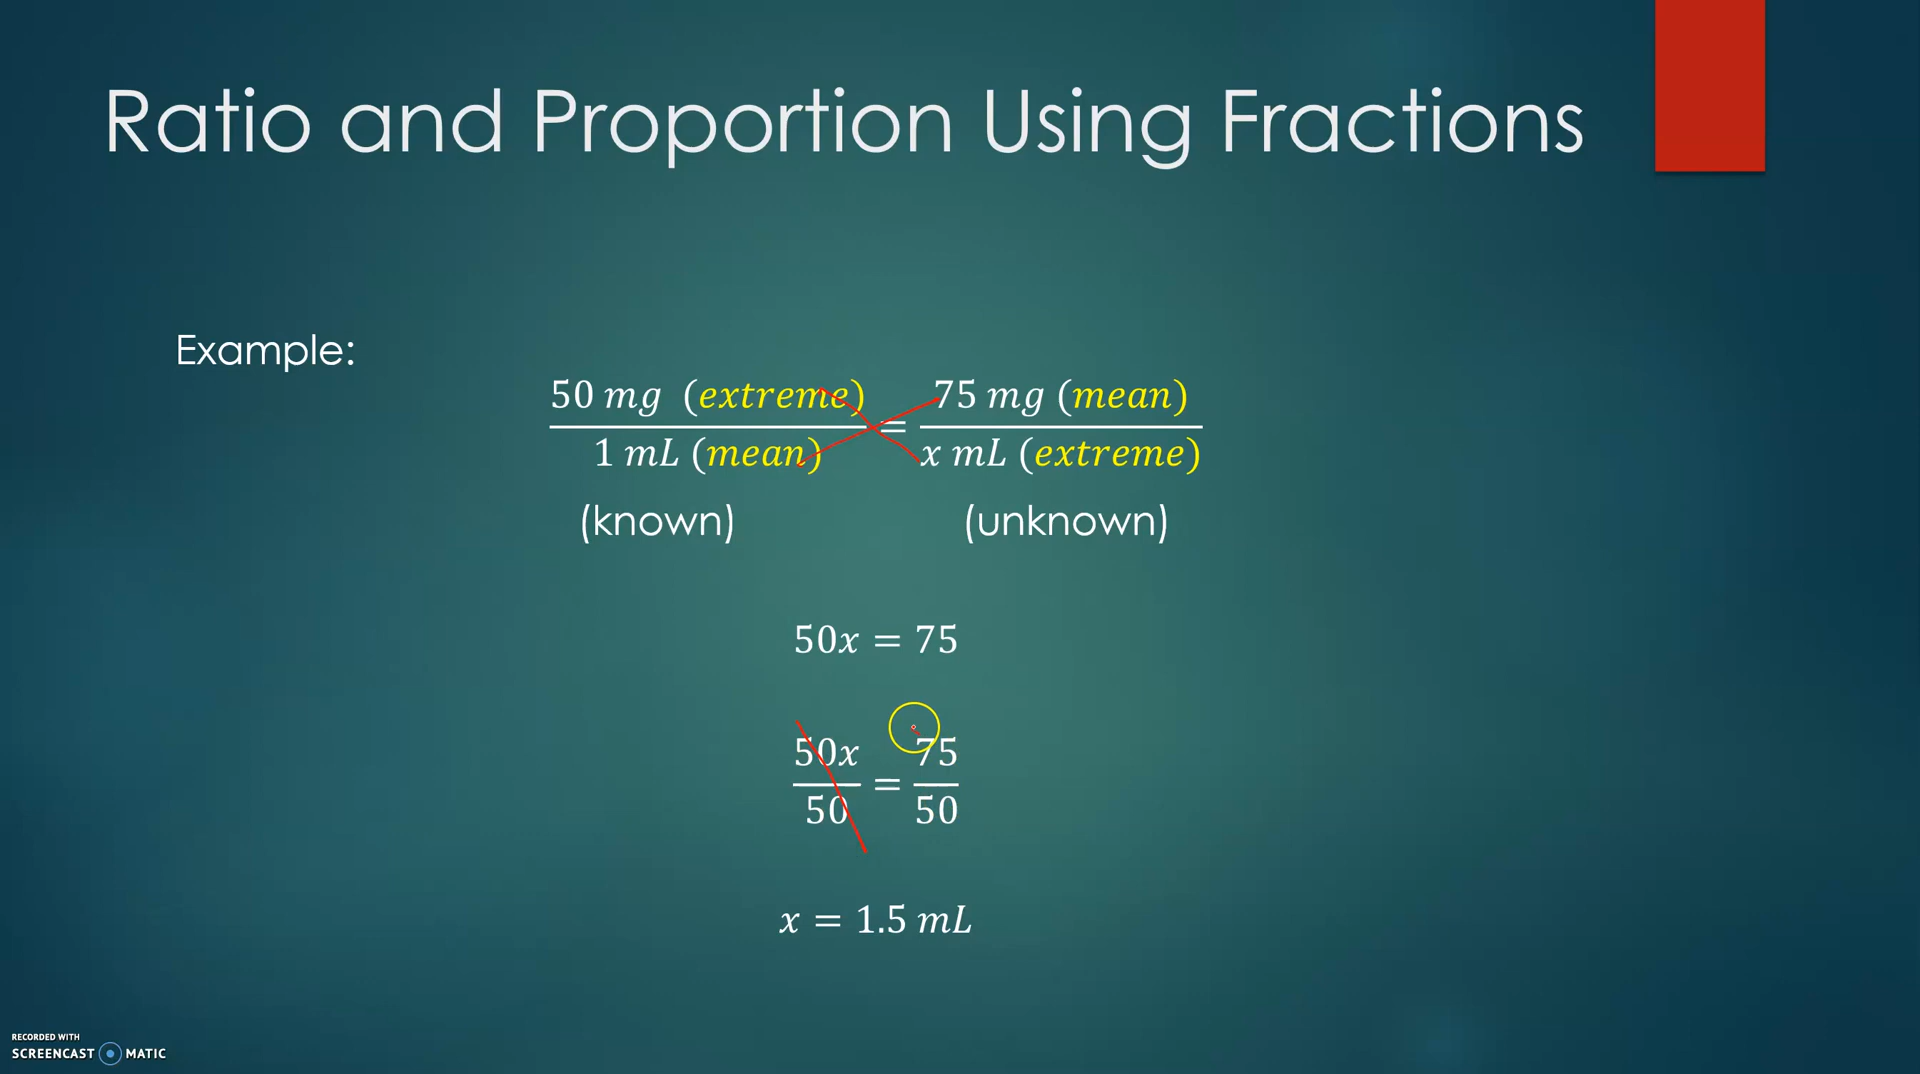 Ratio and Proportion Using Fractions
Example:
50 mg (extreme) / 1 mL (mean) = 75 mg (mean) / x mL (extreme)
(known) (unknown)
50x = 75
50x / 50 = 75 / 50
x = 1.5 mL
RECORDED WITH
SCREENCAST MATIC